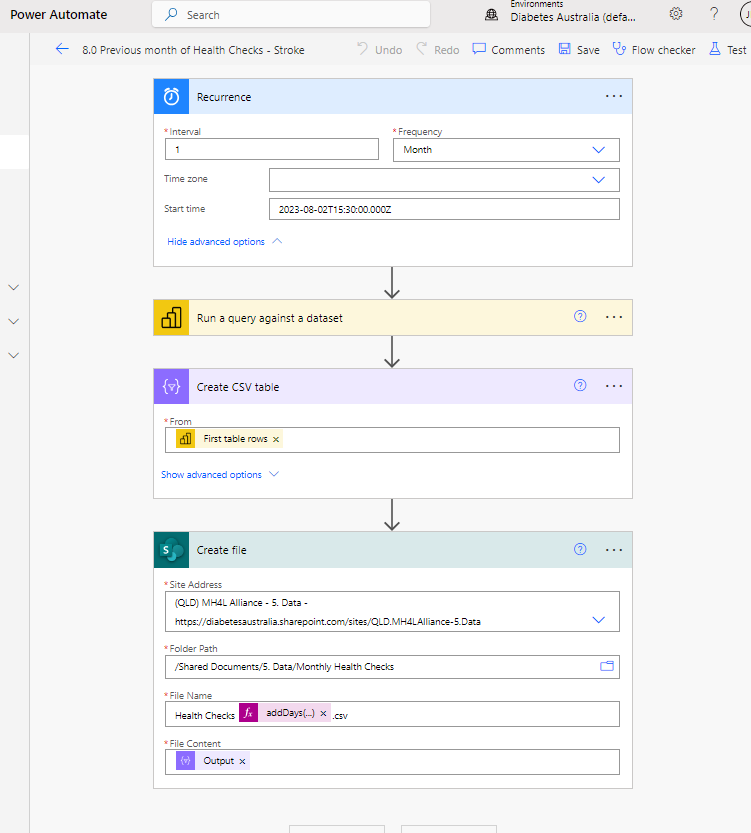 Power Automate
Search
Environments
Diabetes Australia (defa...
?
8.0 Previous month of Health Checks - Stroke
Undo
Redo
Comments
Save
Flow checker
Test
Recurrence
...
* Interval
* Frequency
1
Month
Time zone
Start time
2023-08-02T15:30:00.000Z
Hide advanced options
Run a query against a dataset
?
...
{v}
Create CSV table
?
...
* From
First table rows ×
Show advanced options
S
Create file
?
...
* Site Address
(QLD) MH4L Alliance - 5. Data -
https://diabetesaustralia.sharepoint.com/sites/QLD.MH4LAlliance-5.Data
* Folder Path
/Shared Documents/5. Data/Monthly Health Checks
* File Name
Health Checks fx addDays(...) × .csv
* File Content
{v} Output ×